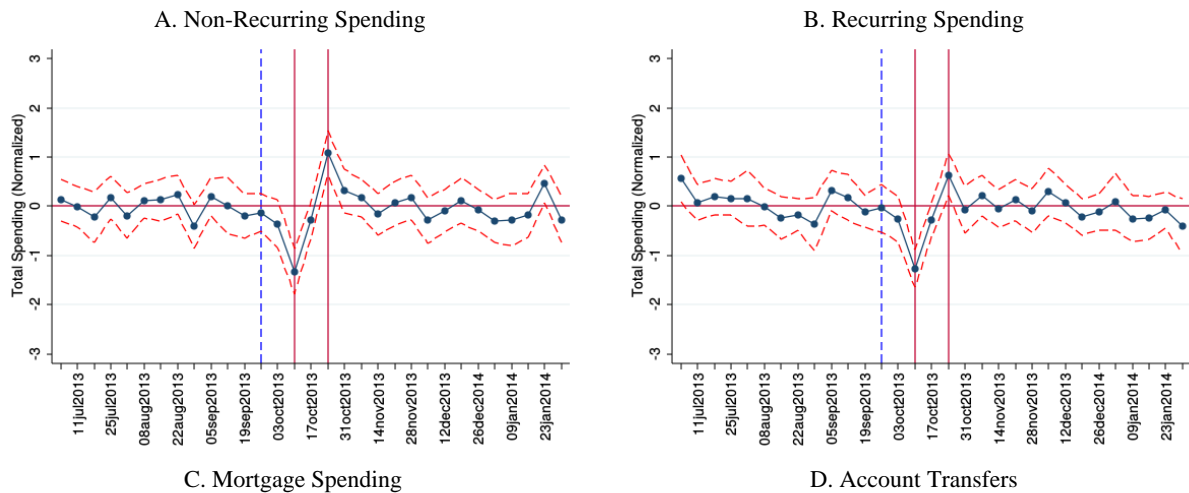 A. Non-Recurring Spending
B. Recurring Spending
Total Spending (Normalized)
3
2
1
0
-1
-2
-3
11jul2013
25jul2013
08aug2013
22aug2013
05sep2013
19sep2013
03oct2013
17oct2013
31oct2013
14nov2013
28nov2013
12dec2013
26dec2014
09jan2014
23jan2014
Total Spending (Normalized)
3
2
1
0
-1
-2
-3
11jul2013
25jul2013
08aug2013
22aug2013
05sep2013
19sep2013
03oct2013
17oct2013
31oct2013
14nov2013
28nov2013
12dec2013
26dec2014
09jan2014
23jan2014
C. Mortgage Spending
D. Account Transfers